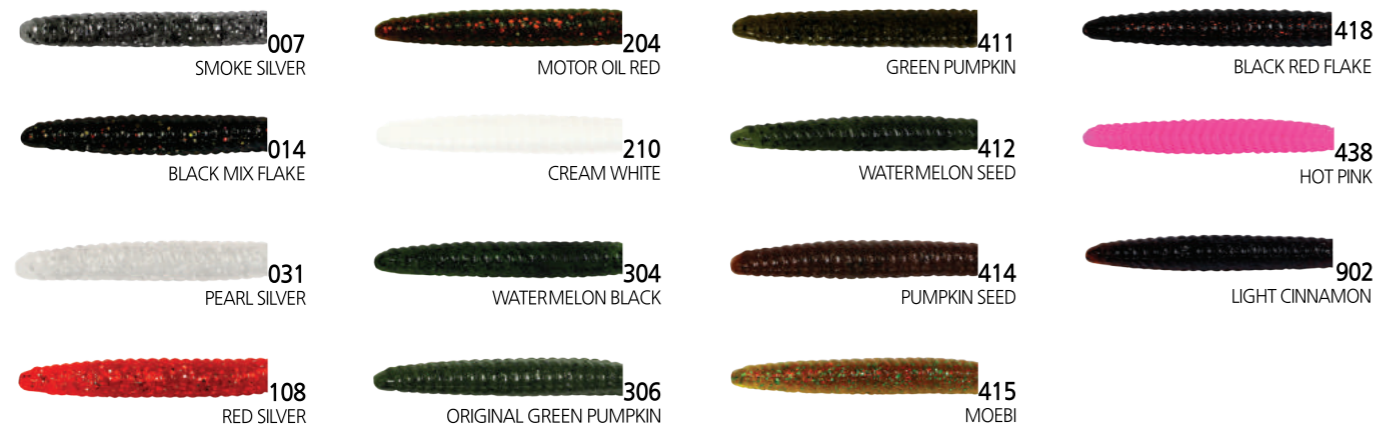 007
SMOKE SILVER
014
BLACK MIX FLAKE
031
PEARL SILVER
108
RED SILVER
204
MOTOR OIL RED
210
CREAM WHITE
304
WATERMELON BLACK
306
ORIGINAL GREEN PUMPKIN
411
GREEN PUMPKIN
412
WATERMELON SEED
414
PUMPKIN SEED
415
MOEBI
418
BLACK RED FLAKE
438
HOT PINK
902
LIGHT CINNAMON